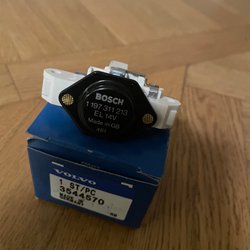 BOSCH
1 197 311 213
EL 14V
Made in GB
VOLVO
1 ST/PC
3544570